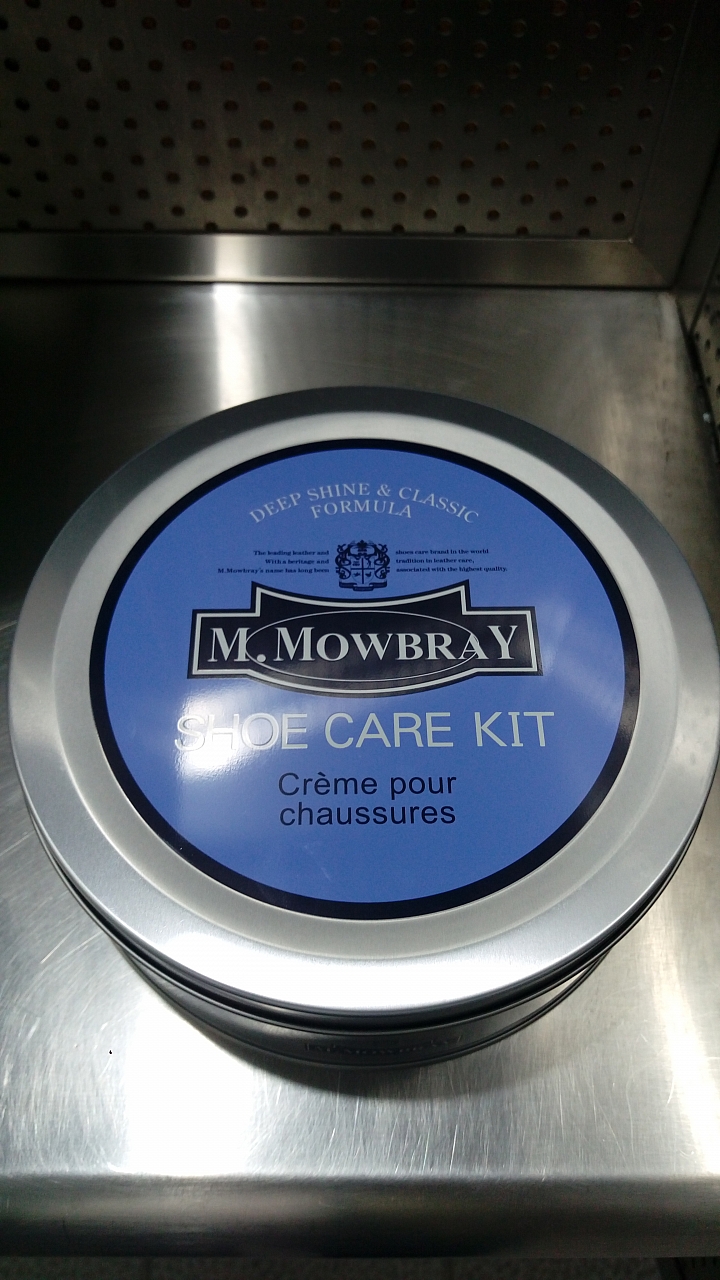 DEEP SHINE & CLASSIC
FORMULA
The leading leather and shoes care brand in the world
With a heritage and tradition to leather care,
M.Mowbray's name has long been associated with the highest quality.
M. MOWBRAY
SHOE CARE KIT
Crème pour
chaussures